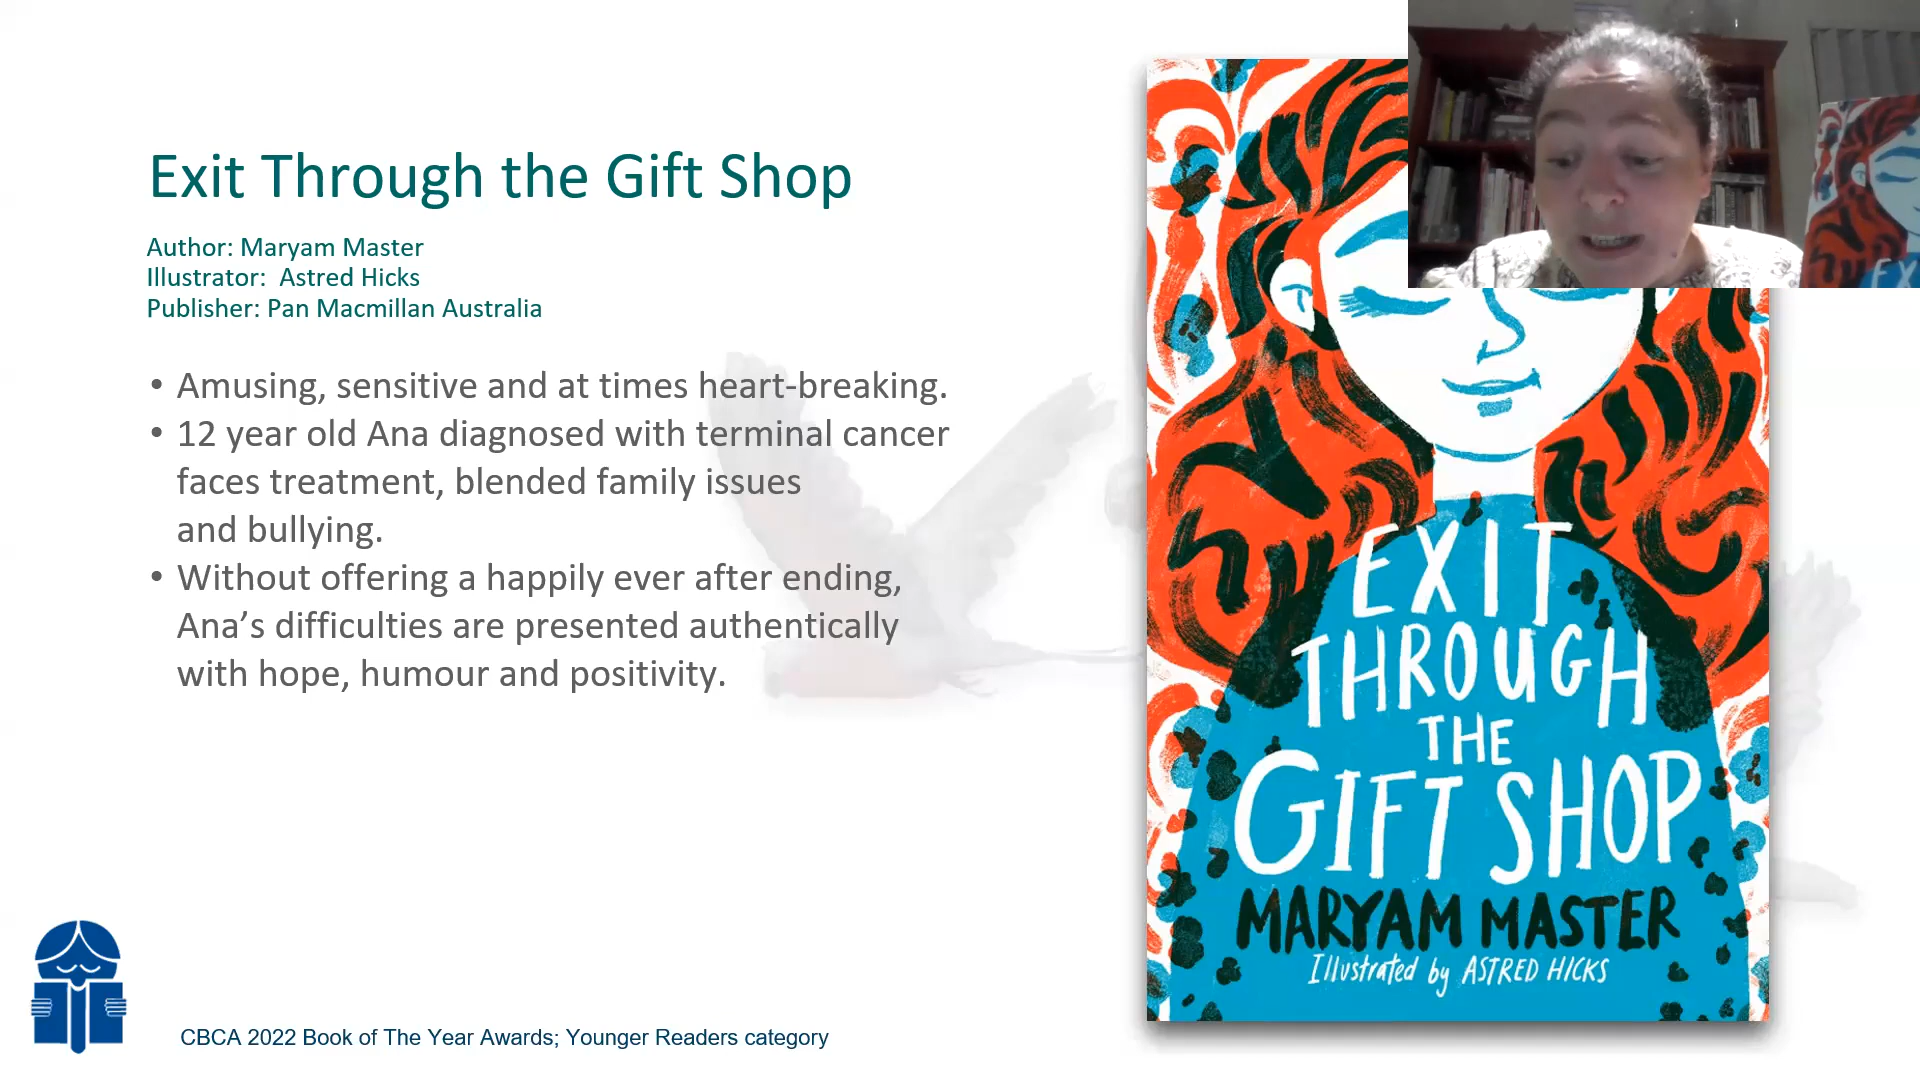 Exit Through the Gift Shop
Author: Maryam Master
Illustrator:  Astred Hicks
Publisher: Pan Macmillan Australia
• Amusing, sensitive and at times heart-breaking.
• 12 year old Ana diagnosed with terminal cancer
faces treatment, blended family issues
and bullying.
• Without offering a happily ever after ending,
Ana’s difficulties are presented authentically
with hope, humour and positivity.
CBCA 2022 Book of The Year Awards; Younger Readers category
EXIT
THROUGH
THE
GIFT SHOP
MARYAM MASTER
Illustrated by ASTRED HICKS
EX